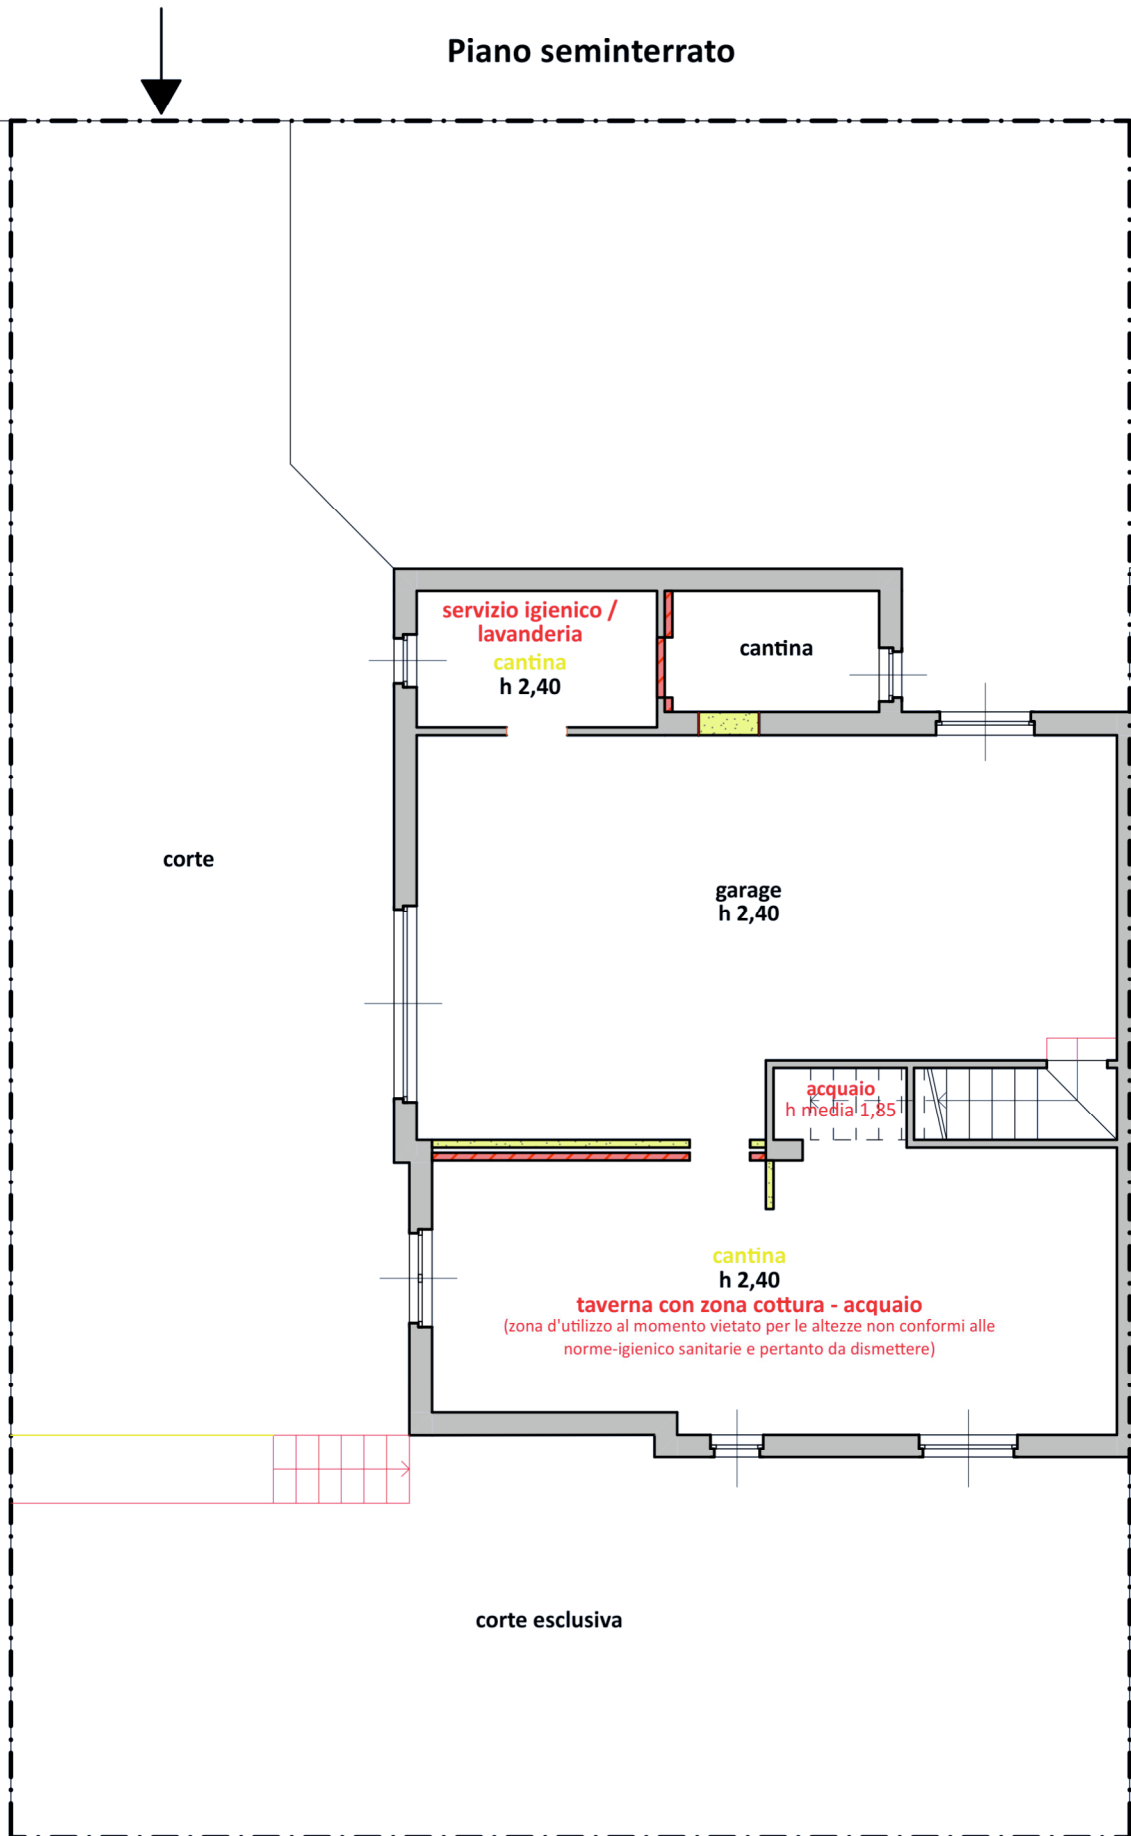 Piano seminterrato
servizio igienico /
lavanderia
cantina
h 2,40
cantina
corte
garage
h 2,40
acquaio
h media 1,85
cantina
h 2,40
taverna con zona cottura - acquaio
(zona d'utilizzo al momento vietato per le altezze non conformi alle
norme-igienico sanitarie e pertanto da dismettere)
corte esclusiva